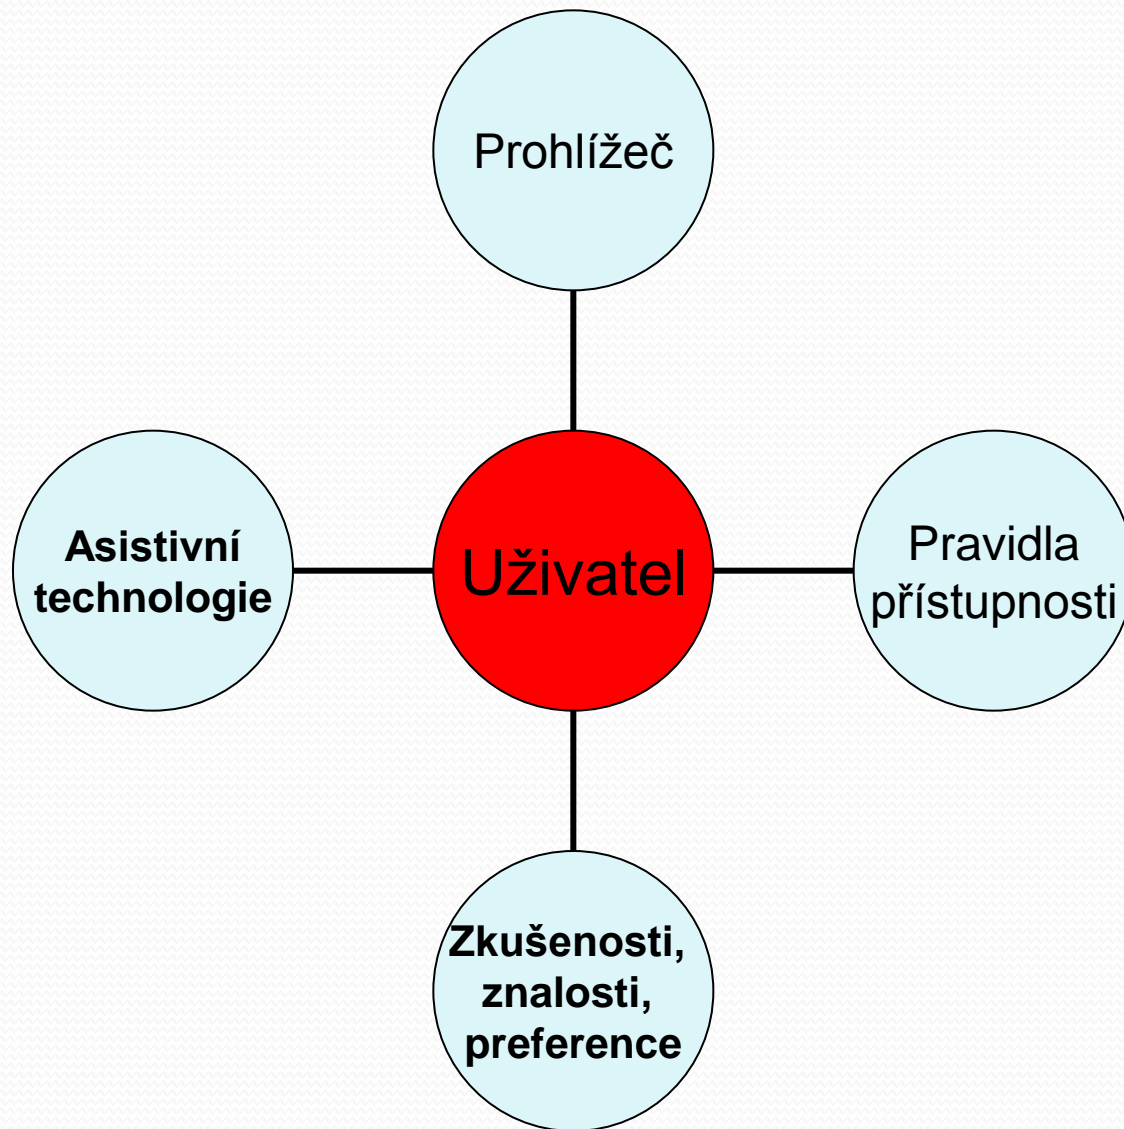 Prohlížeč
Asistivní
technologie
Uživatel
Pravidla
přístupnosti
Zkušenosti,
znalosti,
preference